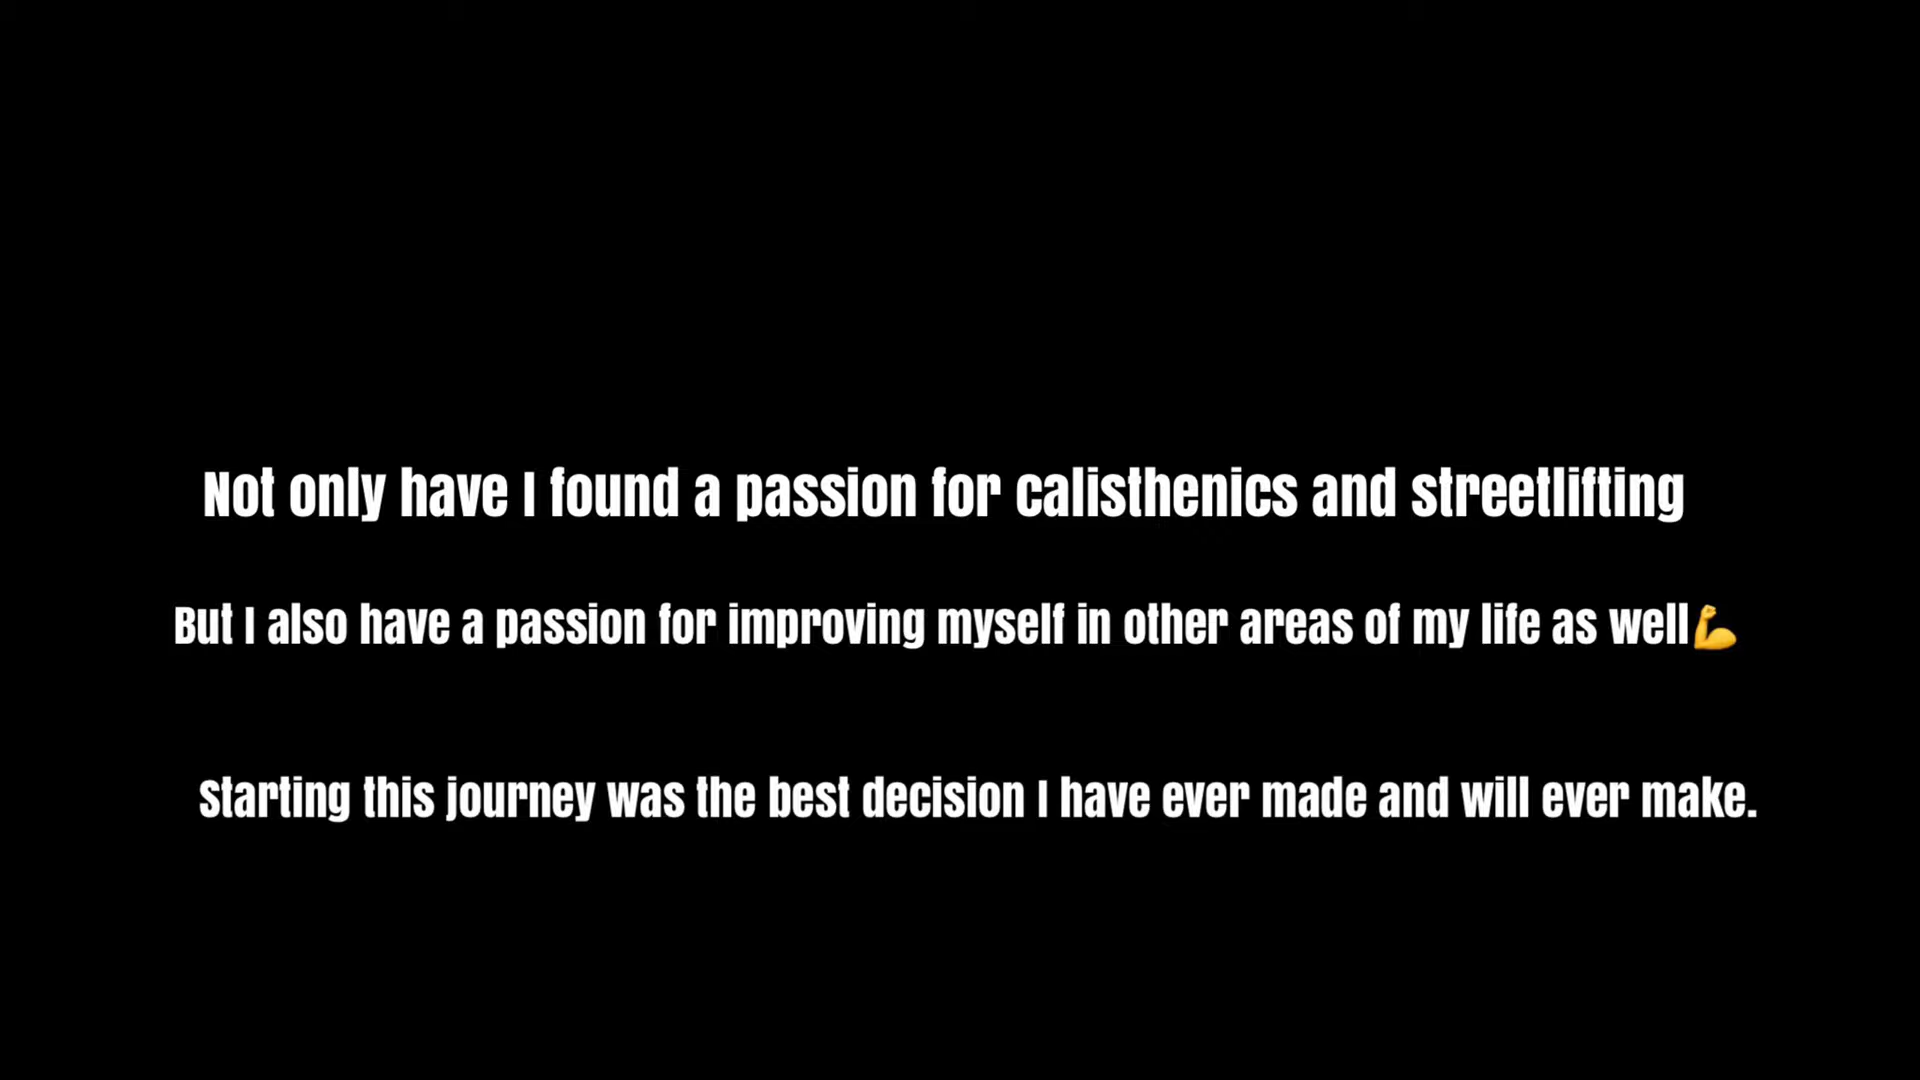 Not only have I found a passion for calisthenics and streetlifting
But I also have a passion for improving myself in other areas of my life as well💪
Starting this journey was the best decision I have ever made and will ever make.